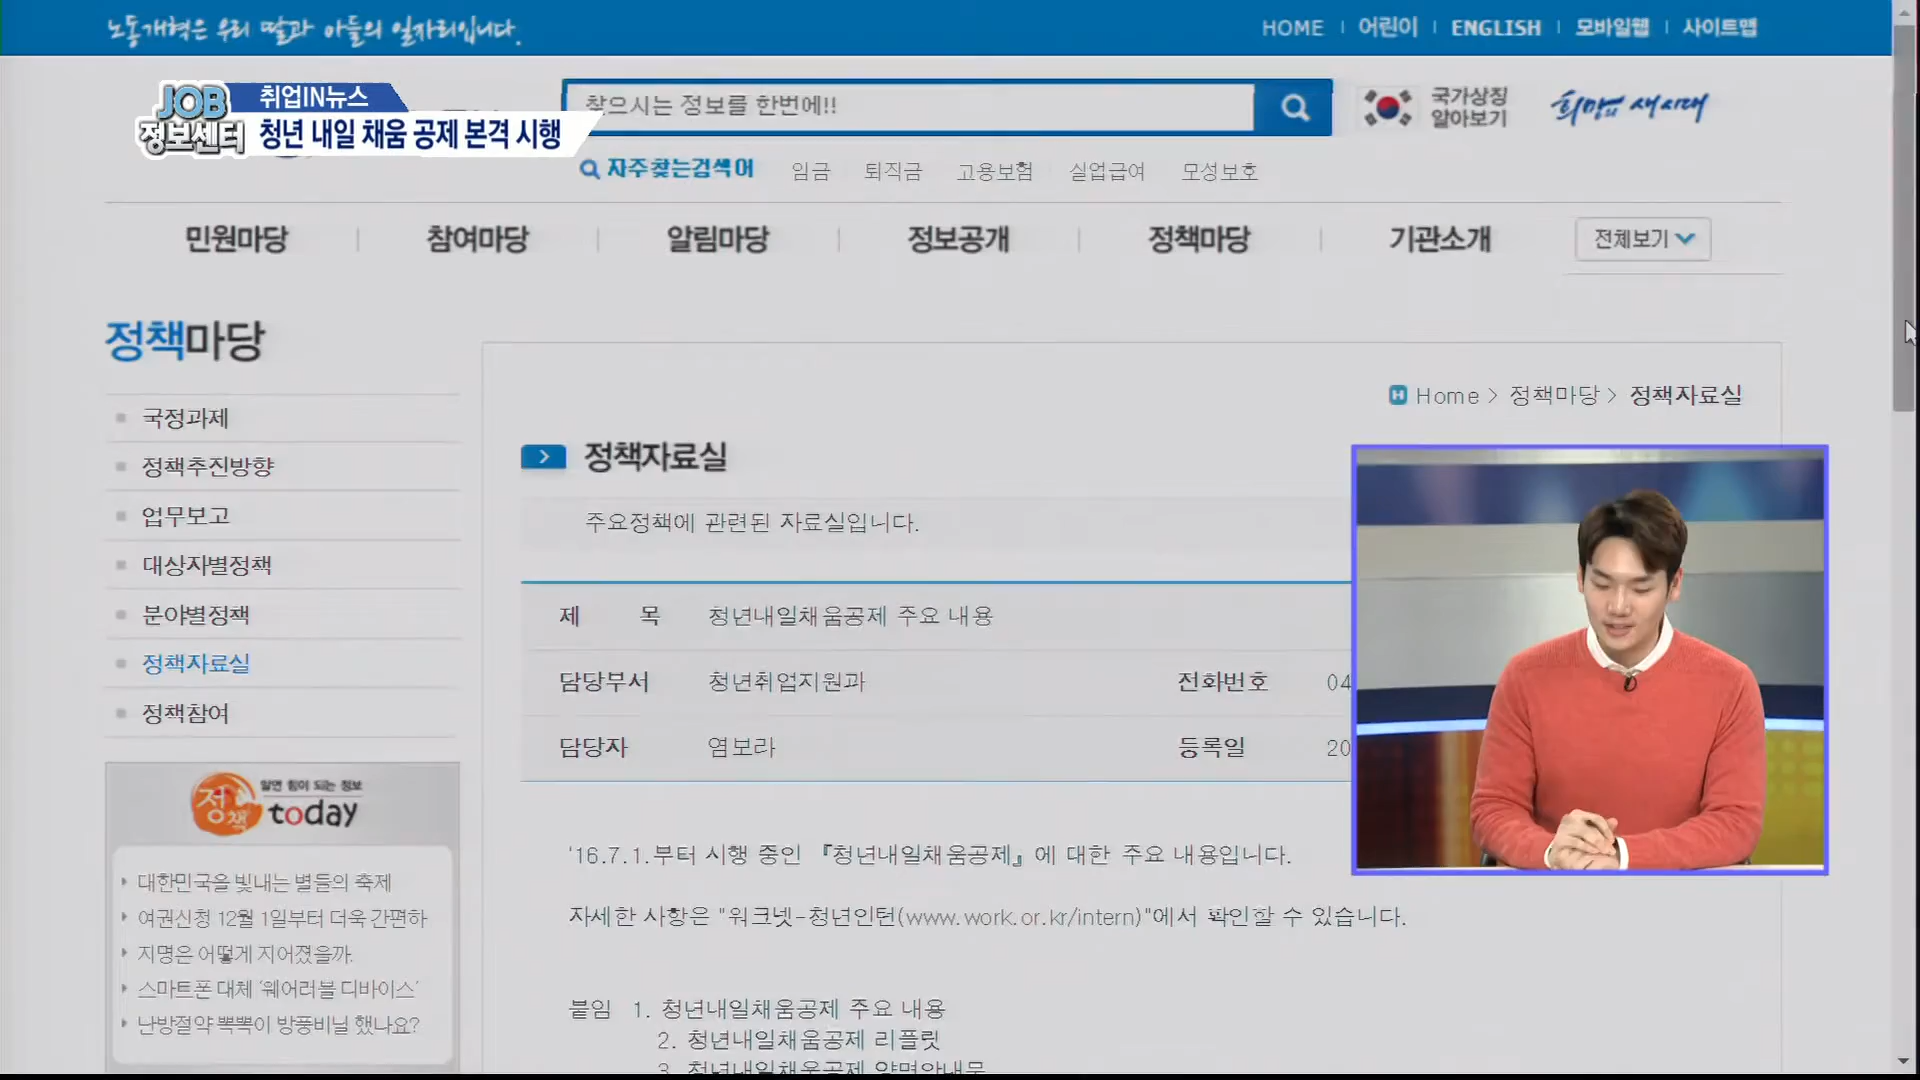 노동개혁은 우리 딸과 아들의 일자리입니다.
HOME 어린이 ENGLISH 모바일웹 사이트맵
JOB 정보센터
취업IN뉴스
청년 내일 채움 공제 본격 시행
찾으시는 정보를 한번에!!
국가상징 알아보기
희망의 새시대
자주찾는검색어 임금 퇴직금 고용보험 실업급여 모성보호
민원마당 참여마당 알림마당 정보공개 정책마당 기관소개 전체보기
정책마당
국정과제
정책추진방향
업무보고
대상자별정책
분야별정책
정책자료실
정책참여
정책 알면 힘이 되는 정보
today
대한민국을 빛내는 별들의 축제
여권신청 12월 1일부터 더욱 간편하
지명은 어떻게 지어졌을까.
스마트폰 대체 '웨어러블 디바이스'
난방절약 뽁뽁이 방풍비닐 했나요?
Home > 정책마당 > 정책자료실
정책자료실
주요정책에 관련된 자료실입니다.
제 목 청년내일채움공제 주요 내용
담당부서 청년취업지원과 전화번호 04
담당자 염보라 등록일 20
'16.7.1.부터 시행 중인 『청년내일채움공제』에 대한 주요 내용입니다.
자세한 사항은 "워크넷-청년인턴(www.work.or.kr/intern)"에서 확인할 수 있습니다.
붙임 1. 청년내일채움공제 주요 내용
2. 청년내일채움공제 리플릿
3. 청년내일채움공제